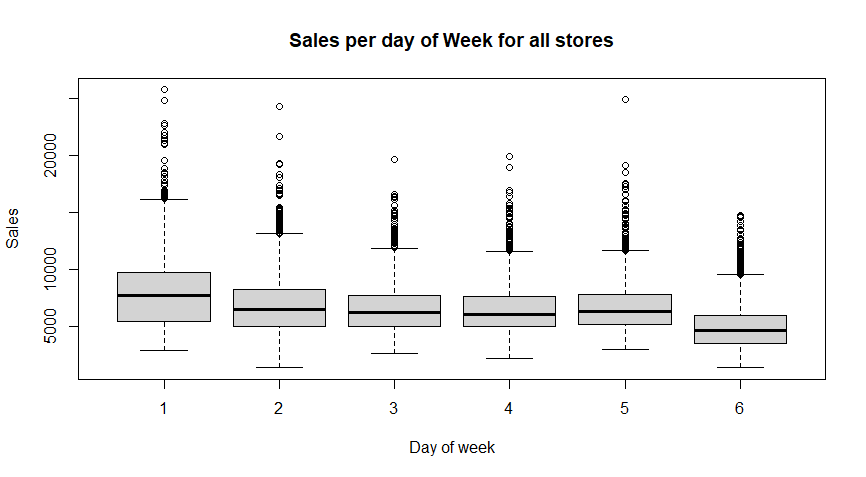 Sales per day of Week for all stores
Sales
20000
10000
5000
1 2 3 4 5 6
Day of week